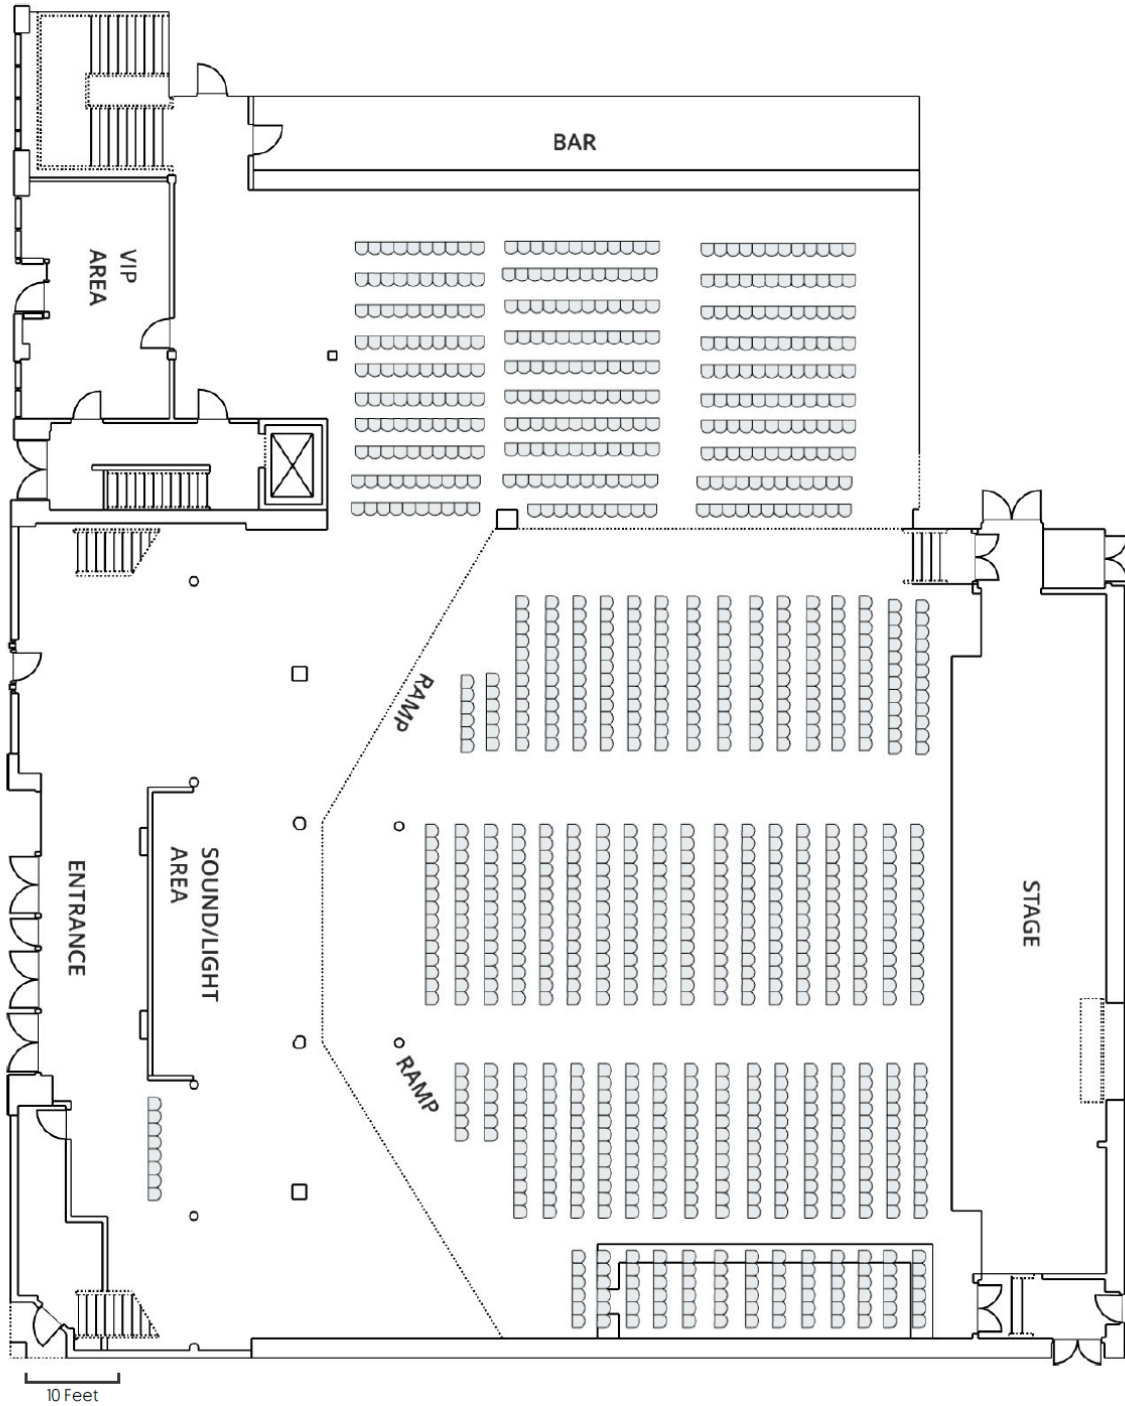 BAR
VIP
AREA
RAMP
SOUND/LIGHT
AREA
ENTRANCE
STAGE
RAMP
10 Feet